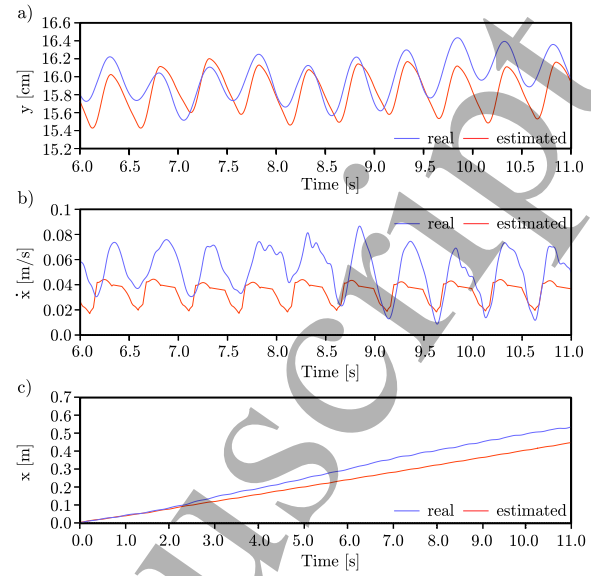 a)
16.6
16.4
16.2
16.0
15.8
15.6
15.4
15.2
y [cm]
real estimated
6.0 6.5 7.0 7.5 8.0 8.5 9.0 9.5 10.0 10.5 11.0
Time [s]
b)
0.1
0.08
0.06
0.04
0.02
0.0
ẋ [m/s]
real estimated
6.0 6.5 7.0 7.5 8.0 8.5 9.0 9.5 10.0 10.5 11.0
Time [s]
c)
0.7
0.6
0.5
0.4
0.3
0.2
0.1
0.0
x [m]
real estimated
0.0 1.0 2.0 3.0 4.0 5.0 6.0 7.0 8.0 9.0 10.0 11.0
Time [s]
uscript